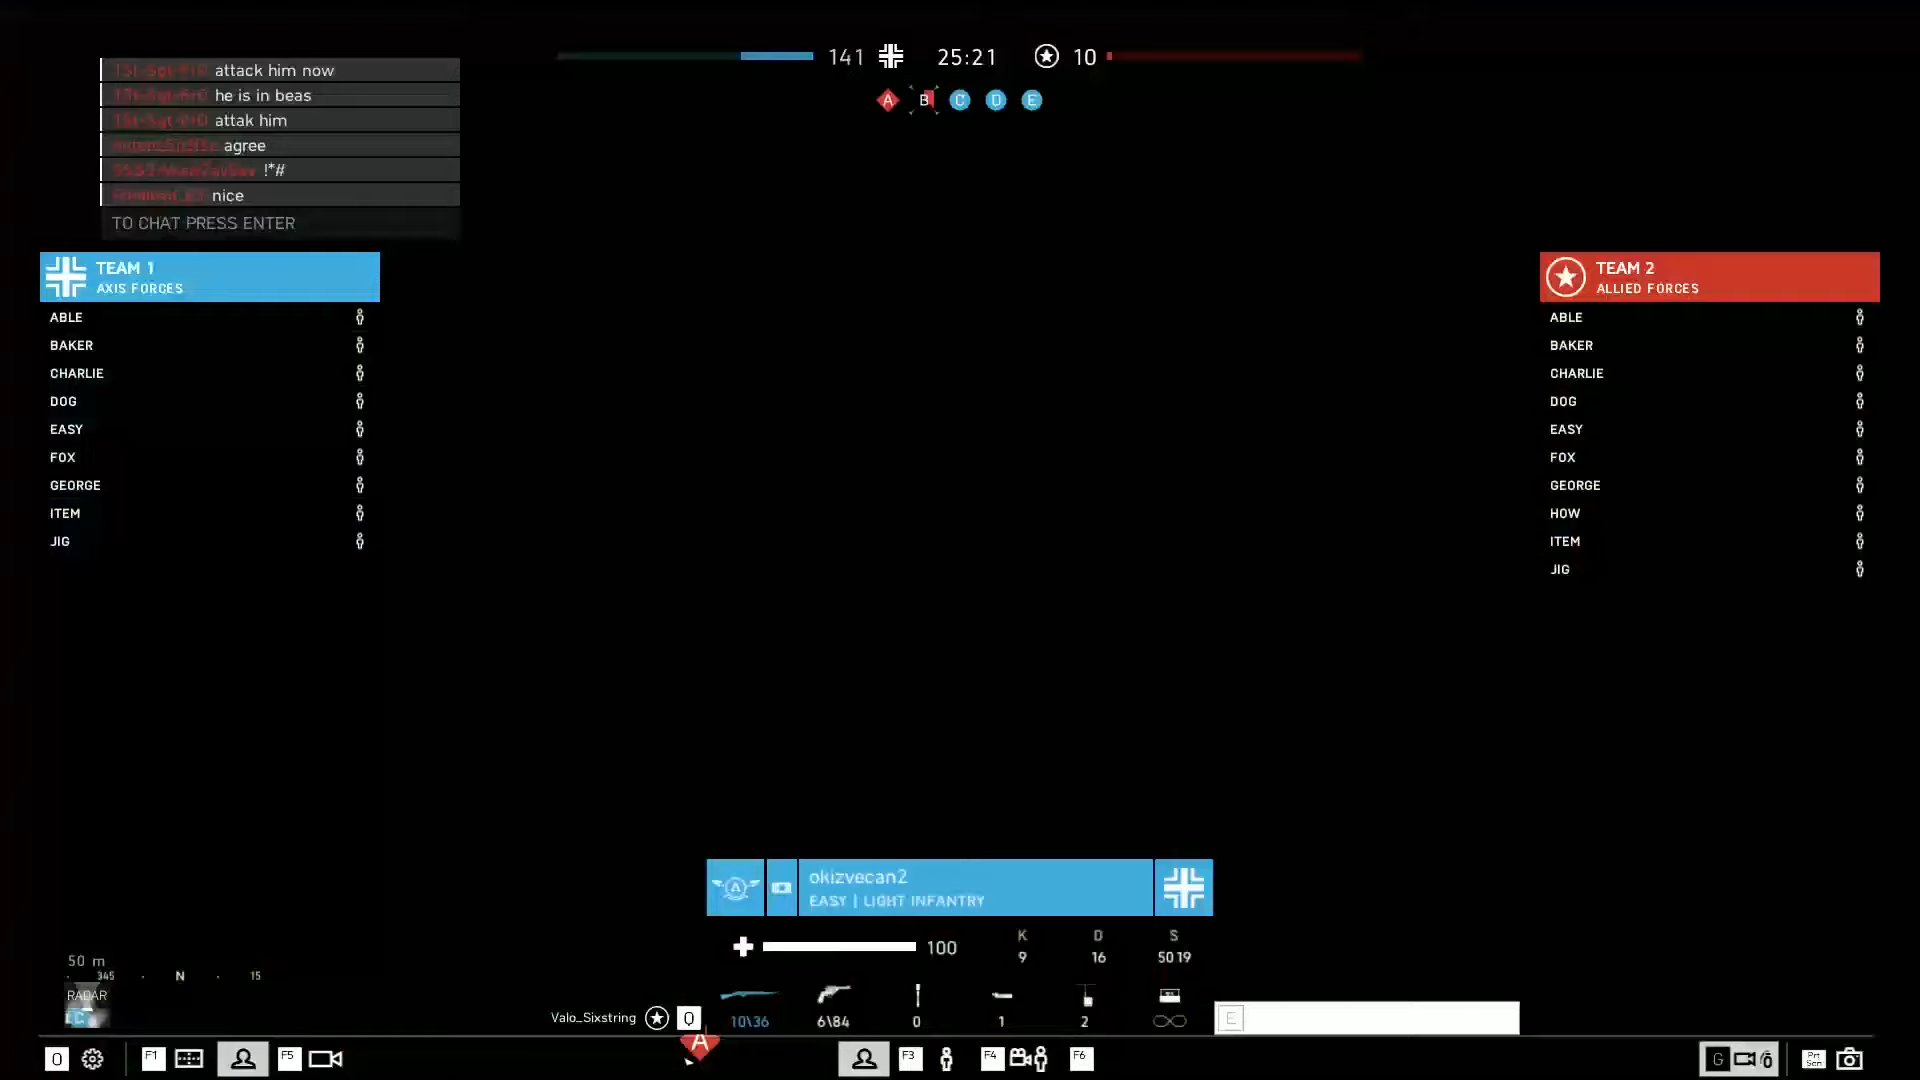 141 25:21 10
A B C D E
attack him now
he is in beas
attak him
agree
!*#
nice
TO CHAT PRESS ENTER
TEAM 1
AXIS FORCES
ABLE
BAKER
CHARLIE
DOG
EASY
FOX
GEORGE
ITEM
JIG
TEAM 2
ALLIED FORCES
ABLE
BAKER
CHARLIE
DOG
EASY
FOX
GEORGE
HOW
ITEM
JIG
okizvecan2
EASY | LIGHT INFANTRY
100
K D S
9 16 5019
50 m
345 N 15
RADAR
C
Valo_Sixstring Q
10\36 6\84 0 1 2 ∞
E
A
O F1 F5 F3 F4 F6 G Prt Scn